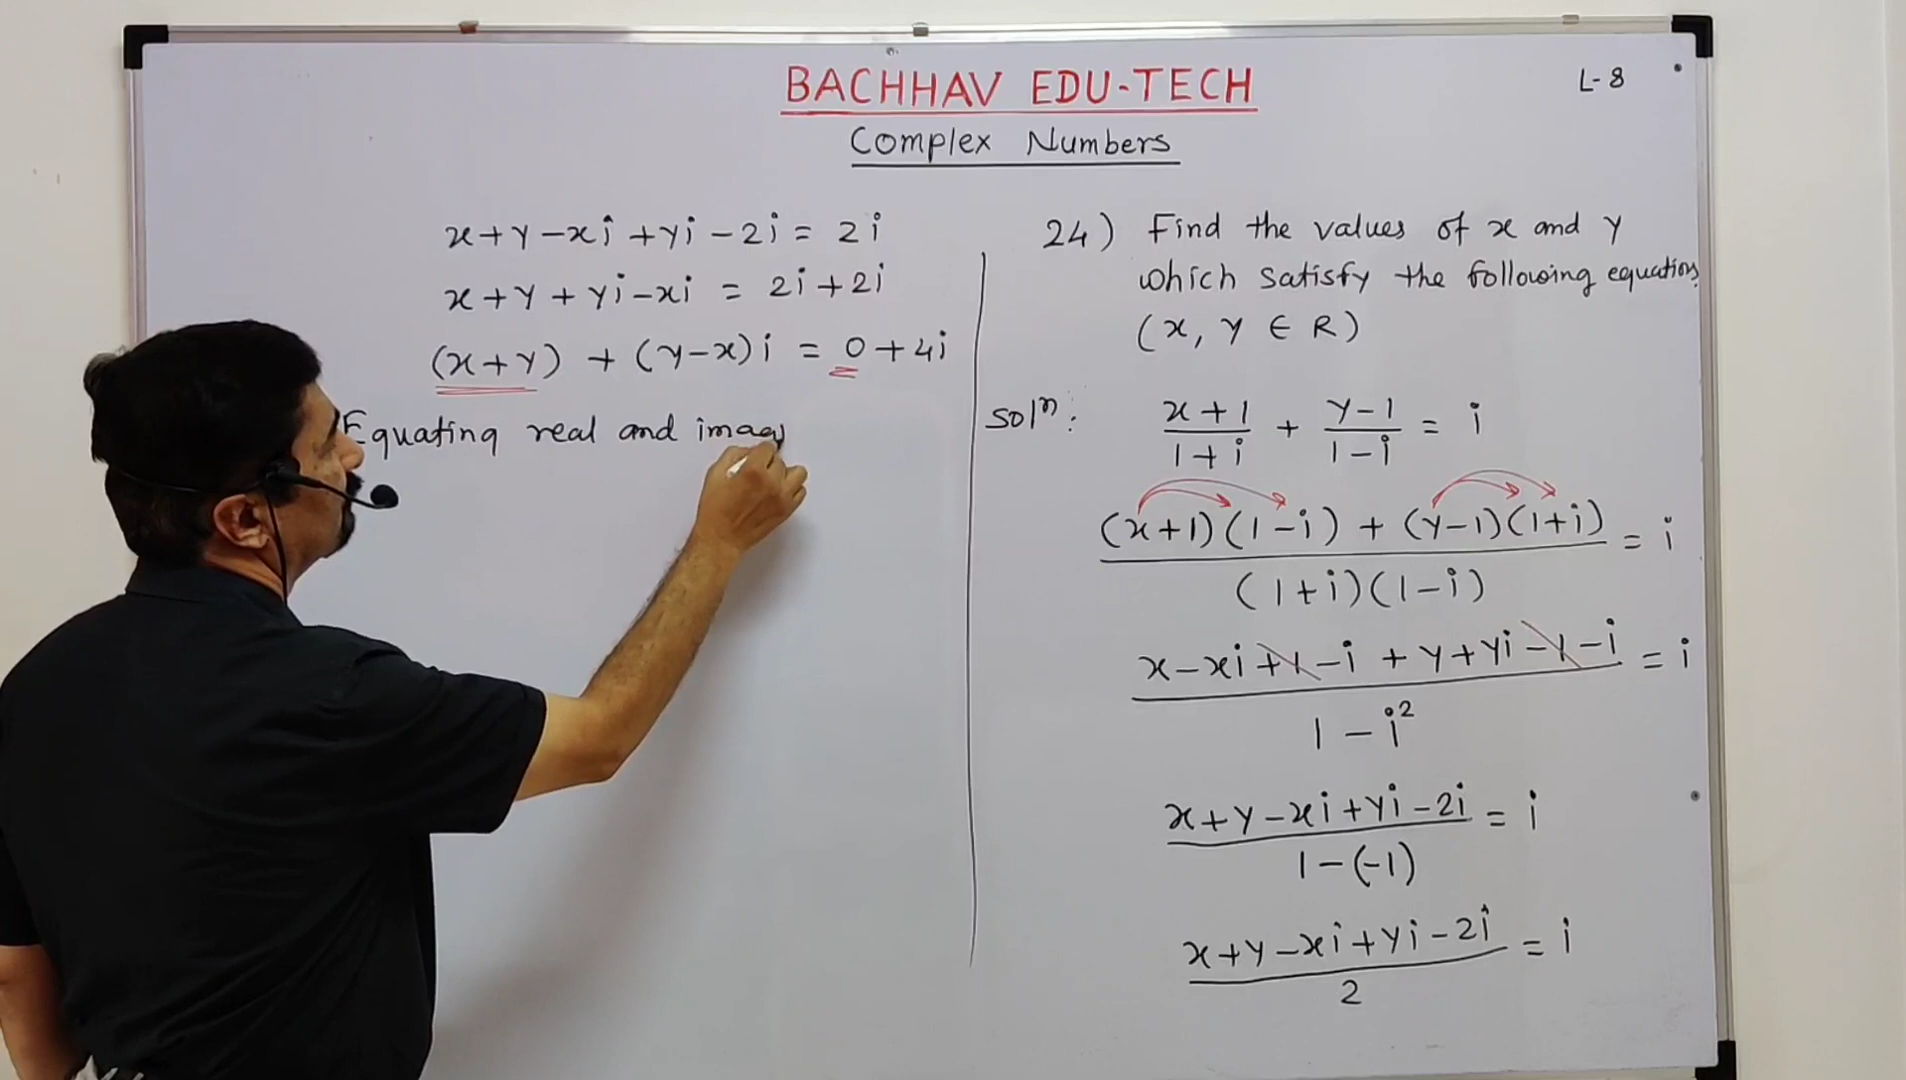 BACHHAV EDU-TECH
L-8
Complex Numbers
24) Find the values of x and y
which satisfy the following equations
(x, y ∈ R)
Solⁿ: (x+1)/(1+i) + (y-1)/(1-i) = i
((x+1)(1-i) + (y-1)(1+i))/((1+i)(1-i)) = i
(x-xi+1-i+y+yi-1-i)/(1-i²) = i
(x+y-xi+yi-2i)/(1-(-1)) = i
(x+y-xi+yi-2i)/2 = i
x+y-xi+yi-2i = 2i
x+y+yi-xi = 2i+2i
(x+y) + (y-x)i = 0+4i
Equating real and imag